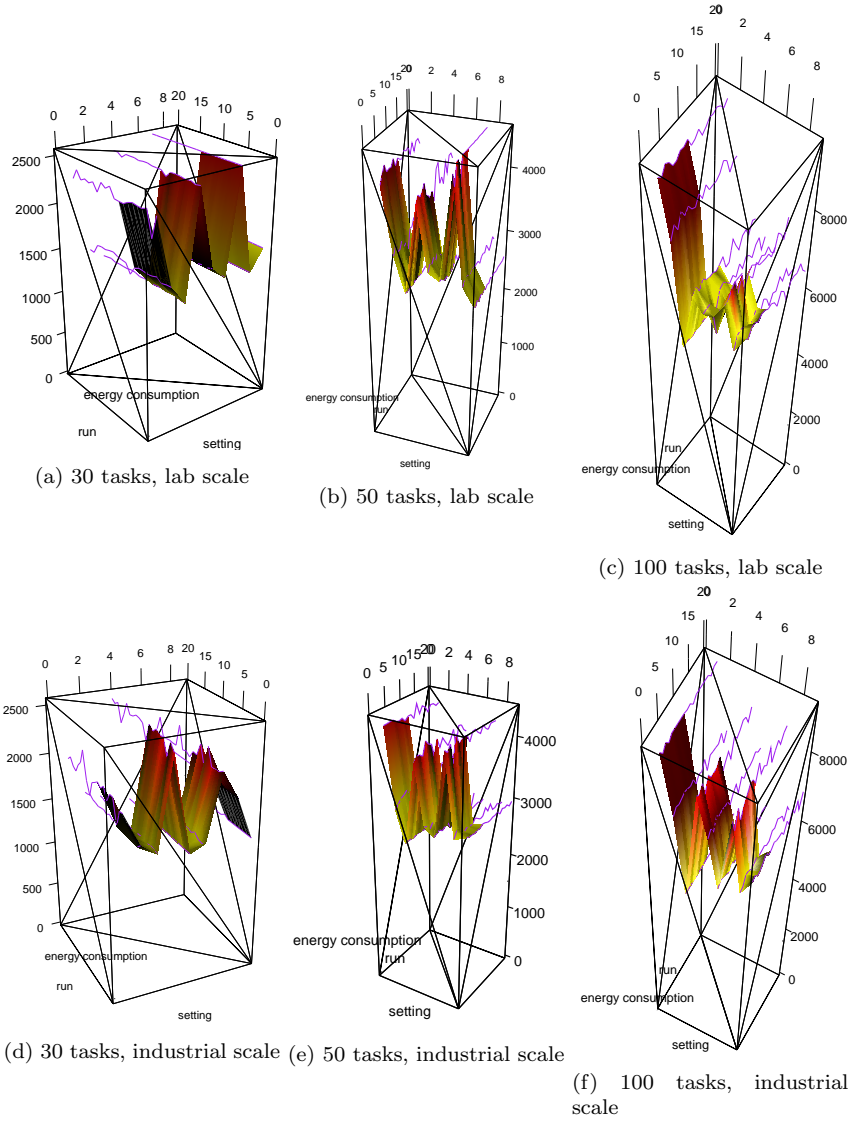 0 2 4 6 8 20 15 10 5 0
2500
2000
1500
1000
500
0
energy consumption
run
setting
(a) 30 tasks, lab scale
0 5 10 15 20 0 2 4 6 8
4000
3000
2000
1000
0
energy consumption
run
setting
(b) 50 tasks, lab scale
0 5 10 15 20 0 2 4 6 8
8000
6000
4000
2000
0
run
energy consumption
setting
(c) 100 tasks, lab scale
0 2 4 6 8 20 15 10 5 0
2500
2000
1500
1000
500
0
energy consumption
run
setting
(d) 30 tasks, industrial scale
0 5 10 15 20 0 2 4 6 8
4000
3000
2000
1000
0
energy consumption
run
setting
(e) 50 tasks, industrial scale
0 5 10 15 20 0 2 4 6 8
8000
6000
4000
2000
0
run
energy consumption
setting
(f) 100 tasks, industrial
scale